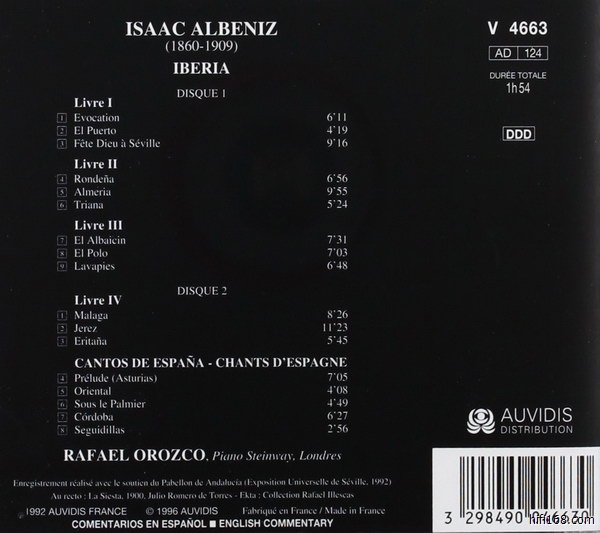 ISAAC ALBENIZ
(1860-1909)
IBERIA
V 4663
AD 124
DURÉE TOTALE
1h54
DDD
DISQUE 1
Livre I
1 Evocation 6'11
2 El Puerto 4'19
3 Fête Dieu à Séville 9'16
Livre II
4 Rondeña 6'56
5 Almeria 9'55
6 Triana 5'24
Livre III
7 El Albaicin 7'31
8 El Polo 7'03
9 Lavapies 6'48
DISQUE 2
Livre IV
1 Malaga 8'26
2 Jerez 11'23
3 Eritaña 5'45
CANTOS DE ESPAÑA - CHANTS D'ESPAGNE
4 Prélude (Asturias) 7'05
5 Oriental 4'08
6 Sous le Palmier 4'49
7 Córdoba 6'27
8 Seguidillas 2'56
RAFAEL OROZCO, Piano Steinway, Londres
AUVIDIS
DISTRIBUTION
Enregistrement réalisé avec le soutien du Pabellon de Andalucia (Exposition Universelle de Séville, 1992)
Au recto : La Siesta, 1900, Julio Romero de Torres - Ekta : Collection Rafael Illescas
℗ 1992 AUVIDIS FRANCE © 1996 AUVIDIS Fabriqué en France / Made in France
COMENTARIOS EN ESPAÑOL ■ ENGLISH COMMENTARY
3 298490 046630
hifi168.com